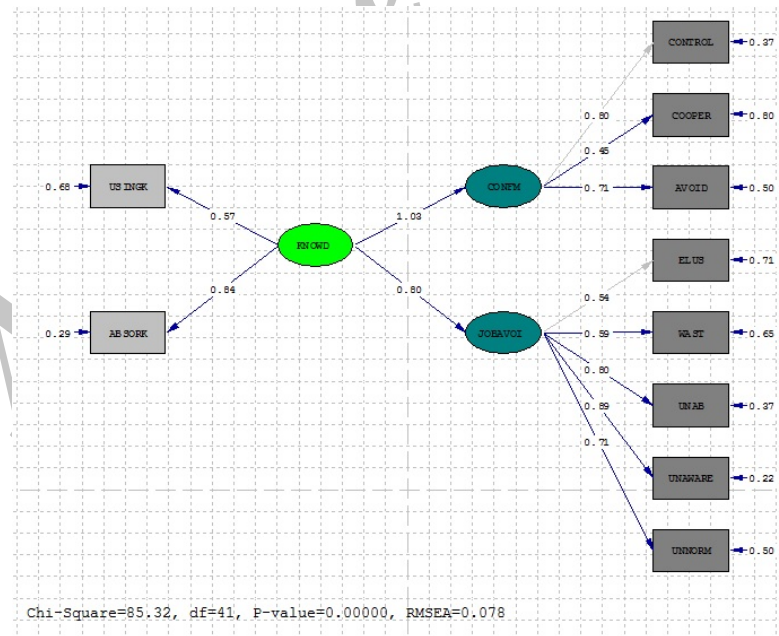 CONTROL
0.37
0.80
COOPER
0.80
0.45
0.68
USINGK
CONFM
0.71
AVOID
0.50
0.57
1.03
KNOWD
ELUS
0.71
0.84
0.80
0.54
0.29
ABSORK
JOBAVOI
0.59
WAST
0.65
0.80
UNAB
0.37
0.89
0.71
UNAWARE
0.22
UNNORM
0.50
Chi-Square=85.32, df=41, P-value=0.00000, RMSEA=0.078